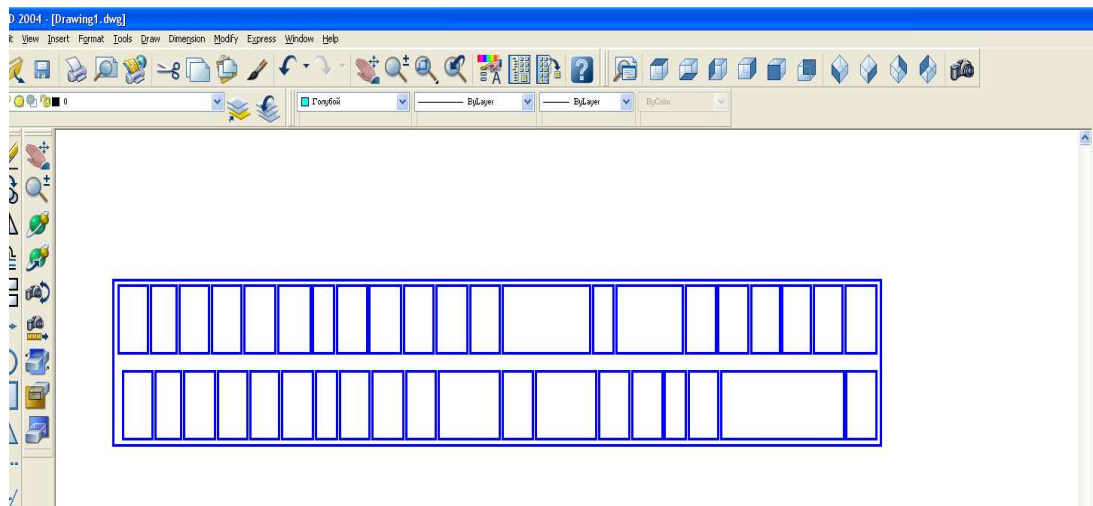 D 2004 - [Drawing1.dwg]
t View Insert Format Tools Draw Dimension Modify Express Window Help
0 Голубой ByLayer ByLayer ByColor